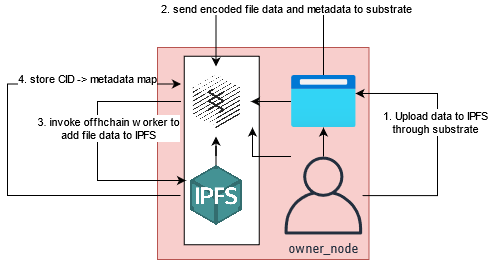 2. send encoded file data and metadata to substrate
4. store CID -> metadata map
3. invoke offhchain worker to
add file data to IPFS
1. Upload data to IPFS
through substrate
IPFS
owner_node